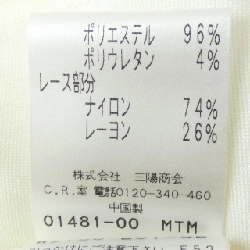 ポリエステル 96%
ポリウレタン 4%
レース部分
ナイロン 74%
レーヨン 26%
株式会社 三陽商会
C.R.室 電話0120-340-460
中国製
01481-00 MTM